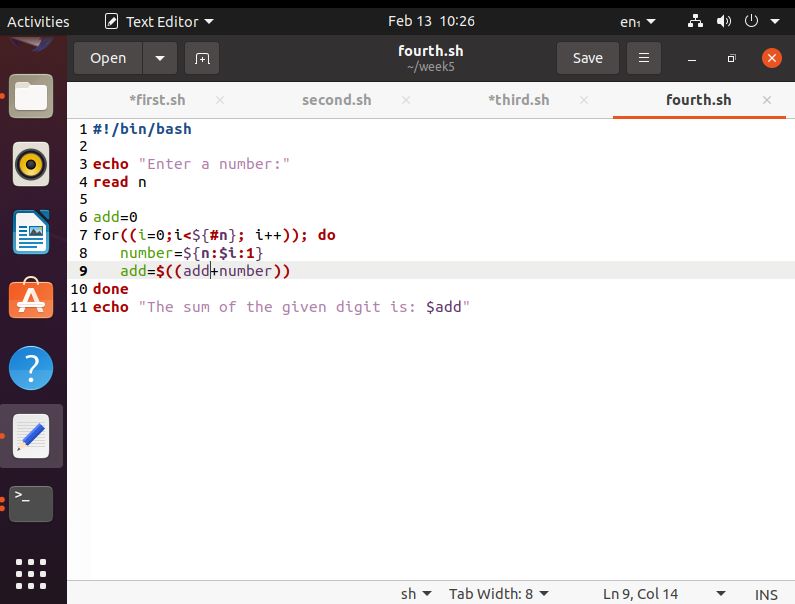 Activities Text Editor Feb 13 10:26 en₁
Open fourth.sh Save
~/week5
*first.sh second.sh *third.sh fourth.sh
1 #!/bin/bash
2
3 echo "Enter a number:"
4 read n
5
6 add=0
7 for((i=0;i<${#n}; i++)); do
8    number=${n:$i:1}
9    add=$((add+number))
10 done
11 echo "The sum of the given digit is: $add"
sh Tab Width: 8 Ln 9, Col 14 INS